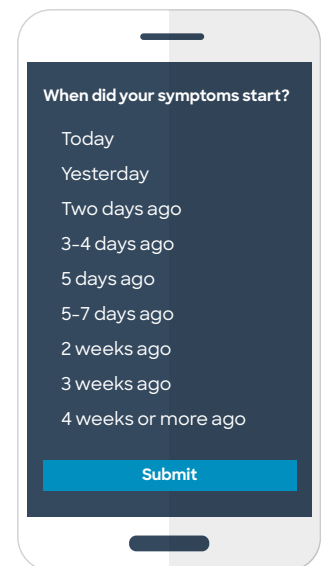 When did your symptoms start?
Today
Yesterday
Two days ago
3-4 days ago
5 days ago
5-7 days ago
2 weeks ago
3 weeks ago
4 weeks or more ago
Submit